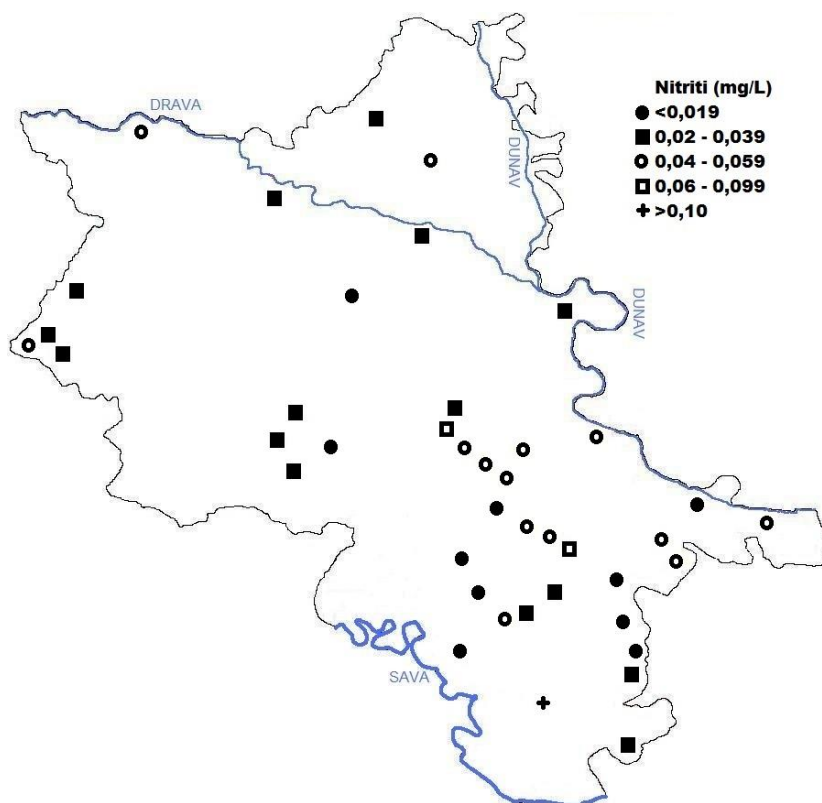 Nitriti (mg/L)
<0,019
0,02 - 0,039
0,04 - 0,059
0,06 - 0,099
>0,10
DRAVA
DUNAV
DUNAV
SAVA